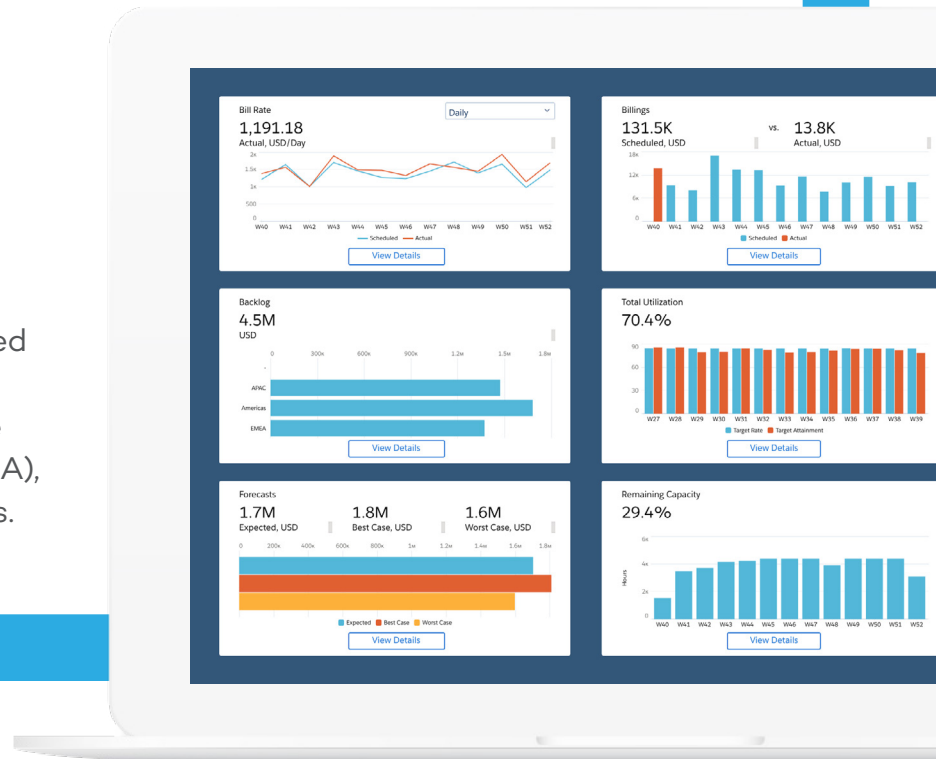 ed
A),
s.
Bill Rate
Daily
1,191.18
Actual, USD/Day
2K
1.5K
1K
500
0
W40 W41 W42 W43 W44 W45 W46 W47 W48 W49 W50 W51 W52
Scheduled Actual
View Details
Billings
131.5K vs. 13.8K
Scheduled, USD Actual, USD
18K
12K
6K
0
W40 W41 W42 W43 W44 W45 W46 W47 W48 W49 W50 W51 W52
Scheduled Actual
View Details
Backlog
4.5M
USD
0 300K 600K 900K 1.2M 1.5M 1.8M
-
APAC
Americas
EMEA
View Details
Total Utilization
70.4%
90
60
30
0
W27 W28 W29 W30 W31 W32 W33 W34 W35 W36 W37 W38 W39
Target Rate Target Attainment
View Details
Forecasts
1.7M 1.8M 1.6M
Expected, USD Best Case, USD Worst Case, USD
0 200K 400K 600K 800K 1M 1.2M 1.4M 1.6M 1.8M
Expected Best Case Worst Case
View Details
Remaining Capacity
29.4%
Hours
6K
4K
2K
0
W40 W41 W42 W43 W44 W45 W46 W47 W48 W49 W50 W51 W52
View Details